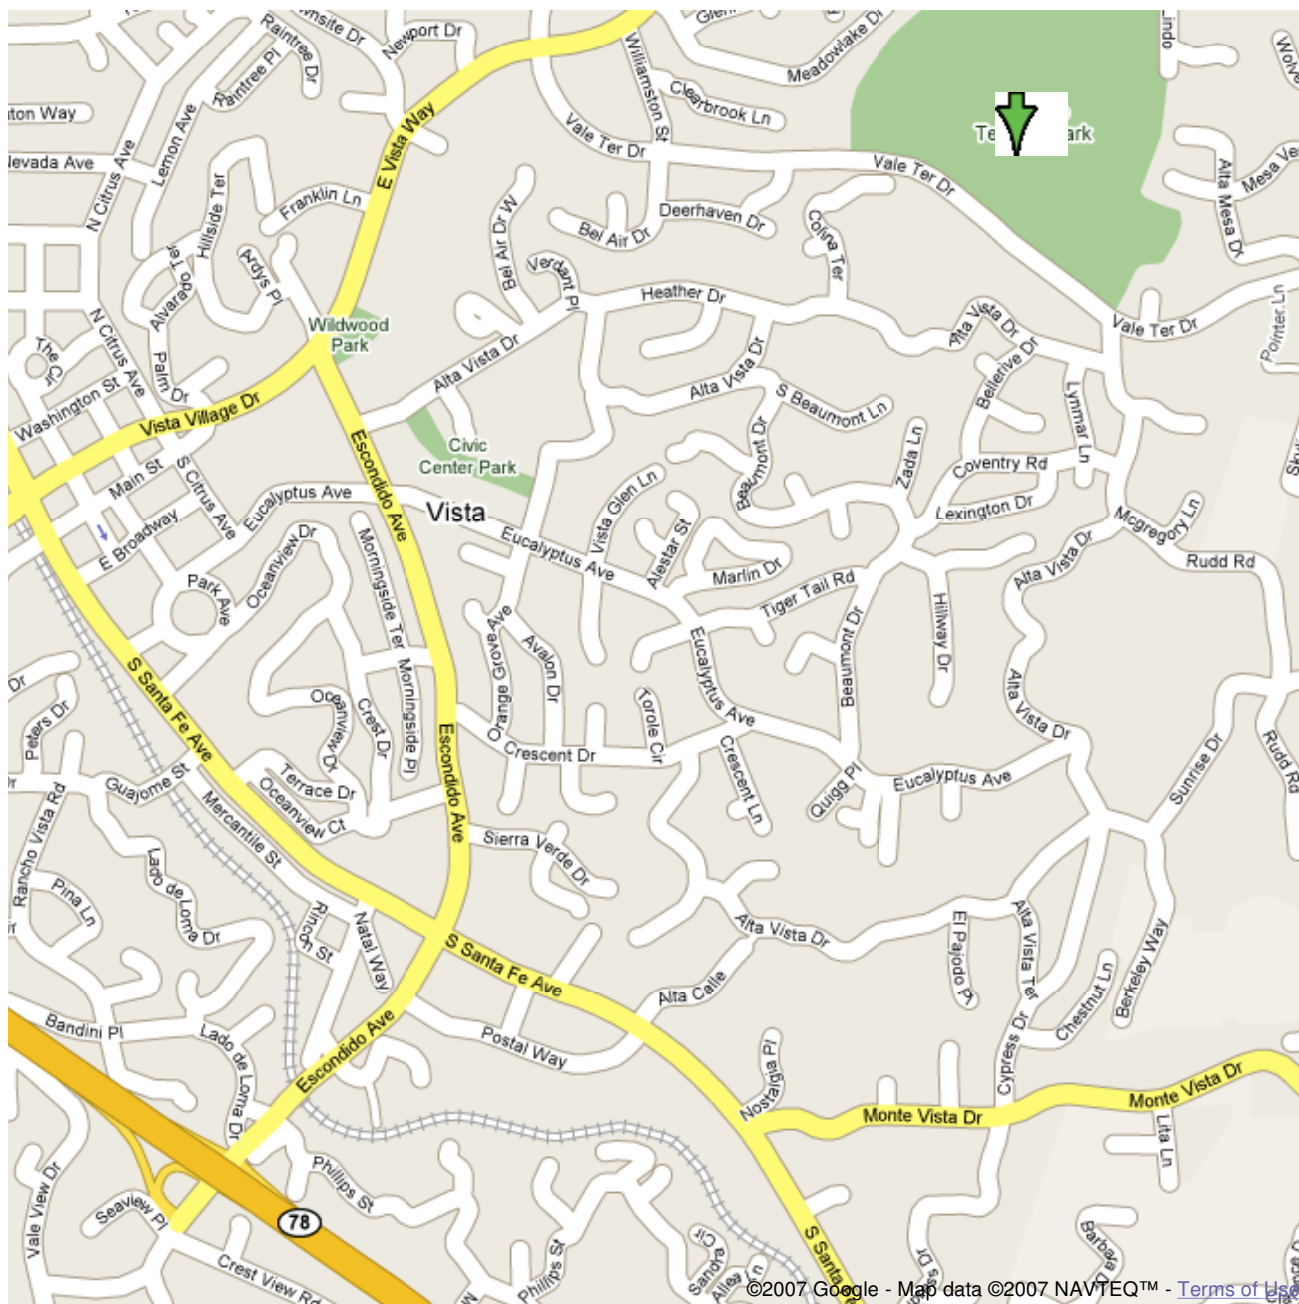 Raintree Dr
Newport Dr
Williamston St
Meadowlake Dr
Lindo
Raintree Pl
Clearbrook Ln
Lemon Ave
E Vista Way
Vale Ter Dr
Nevada Ave
N Citrus Ave
Vale Ter Dr
Alta Mesa Dr
Hillside Ter
Franklin Ln
Bel Air Dr W
Bel Air Dr
Deerhaven Dr
Colina Ter
Ardys Pl
Verdant Pl
Alvarado Ter
Heather Dr
Wildwood
Park
N Citrus Ave
Alta Vista Dr
Vale Ter Dr
Pointer Ln
The Cir
Palm Dr
Alta Vista Dr
Alta Vista Dr
Bellerive Dr
Washington St
Vista Village Dr
S Beaumont Ln
Lynmar Ln
Civic
Center Park
Escondido Ave
Beaumont Dr
Zada Ln
Coventry Rd
Main St
S Citrus Ave
Eucalyptus Ave
Vista
Vista Glen Ln
Lexington Dr
Mcgregory Ln
E Broadway
Oceanview Dr
Morningside Ter
Eucalyptus Ave
Alestar St
Marlin Dr
Alta Vista Dr
Rudd Rd
Park Ave
Tiger Tail Rd
Hillway Dr
Orange Grove Ave
Avalon Dr
Eucalyptus Ave
Beaumont Dr
S Santa Fe Ave
Oceanview Dr
Crest Dr
Morningside Pl
Torole Cir
Alta Vista Dr
Peters Dr
Escondido Ave
Crescent Dr
Crescent Ln
Sunrise Dr
Rudd Rd
Guajome St
Terrace Dr
Oceanview Ct
Quigg Pl
Eucalyptus Ave
Rancho Vista Rd
Mercantile St
Sierra Verde Dr
Lado de Loma Dr
Pina Ln
Rincon St
Natal Way
Alta Vista Dr
El Pajodo Pl
Alta Vista Ter
Berkeley Way
S Santa Fe Ave
Alta Calle
Chestnut Ln
Bandini Pl
Lado de Loma Dr
Escondido Ave
Postal Way
Nostalgia Pl
Cypress Dr
Monte Vista Dr
Monte Vista Dr
Lita Ln
Vale View Dr
Seaview Pl
Phillips St
78
Crest View Rd
Phillips St
Sandra Cir
S Santa
©2007 Google - Map data ©2007 NAVTEQ™ - Terms of Use